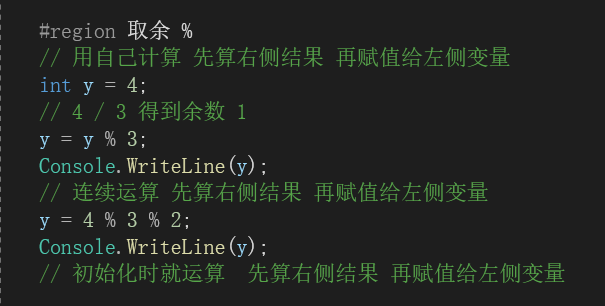 #region 取余 %
// 用自己计算 先算右侧结果 再赋值给左侧变量
int y = 4;
// 4 / 3 得到余数 1
y = y % 3;
Console.WriteLine(y);
// 连续运算 先算右侧结果 再赋值给左侧变量
y = 4 % 3 % 2;
Console.WriteLine(y);
// 初始化时就运算  先算右侧结果 再赋值给左侧变量